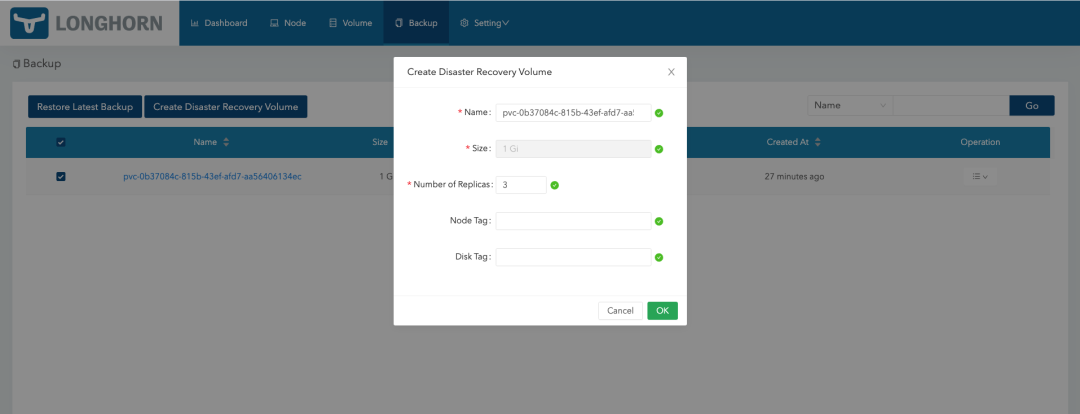 LONGHORN Dashboard Node Volume Backup Setting
Backup
Create Disaster Recovery Volume
Restore Latest Backup Create Disaster Recovery Volume Name Go
* Name: pvc-0b37084c-815b-43ef-afd7-aa5
Name Size Created At Operation
* Size: 1 Gi
pvc-0b37084c-815b-43ef-afd7-aa56406134ec 1 G 27 minutes ago
* Number of Replicas: 3
Node Tag:
Disk Tag:
Cancel OK